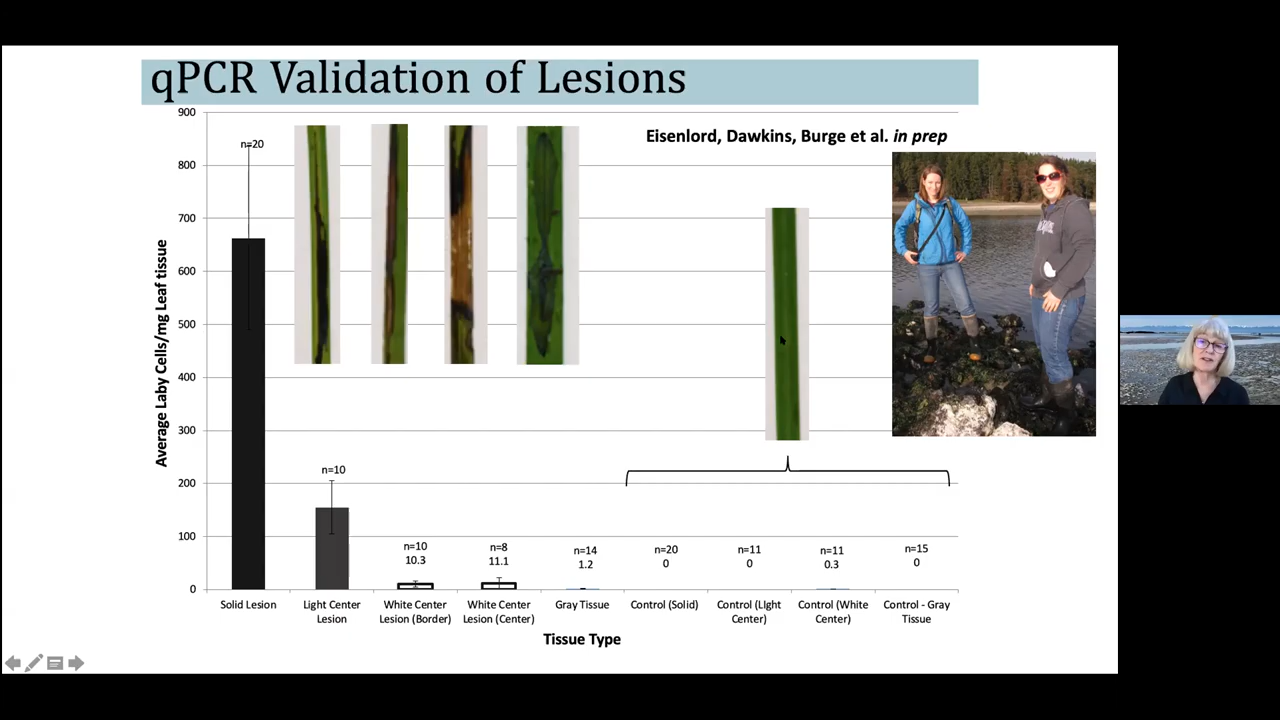 qPCR Validation of Lesions
Eisenlord, Dawkins, Burge et al. in prep
Average Laby Cells/mg Leaf tissue
900
800
700
600
500
400
300
200
100
0
n=20
n=10
n=10
10.3
n=8
11.1
n=14
1.2
n=20
0
n=11
0
n=11
0.3
n=15
0
Solid Lesion
Light Center
Lesion
White Center
Lesion (Border)
White Center
Lesion (Center)
Gray Tissue
Control (Solid)
Control (LIght
Center)
Control (White
Center)
Control - Gray
Tissue
Tissue Type